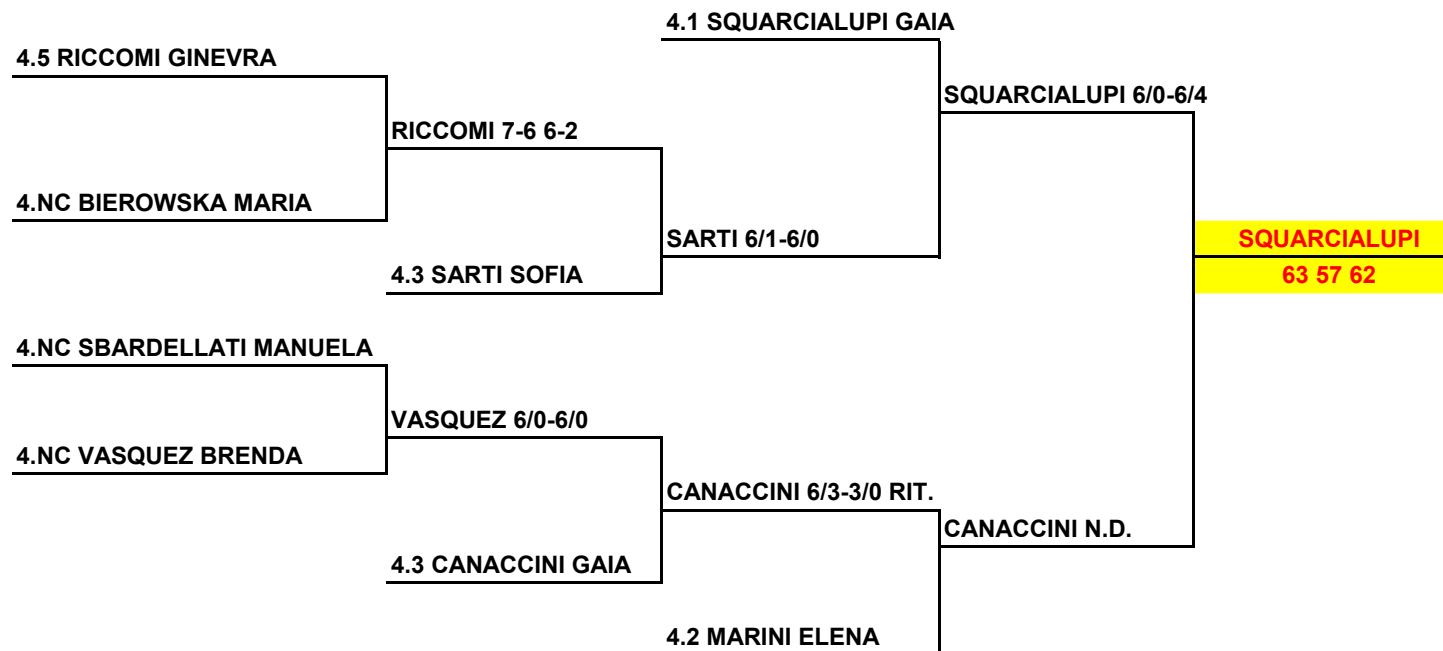 4.1 SQUARCIALUPI GAIA
4.5 RICCOMI GINEVRA
SQUARCIALUPI 6/0-6/4
RICCOMI 7-6 6-2
4.NC BIEROWSKA MARIA
SARTI 6/1-6/0
SQUARCIALUPI
4.3 SARTI SOFIA
63 57 62
4.NC SBARDELLATI MANUELA
VASQUEZ 6/0-6/0
4.NC VASQUEZ BRENDA
CANACCINI 6/3-3/0 RIT.
CANACCINI N.D.
4.3 CANACCINI GAIA
4.2 MARINI ELENA